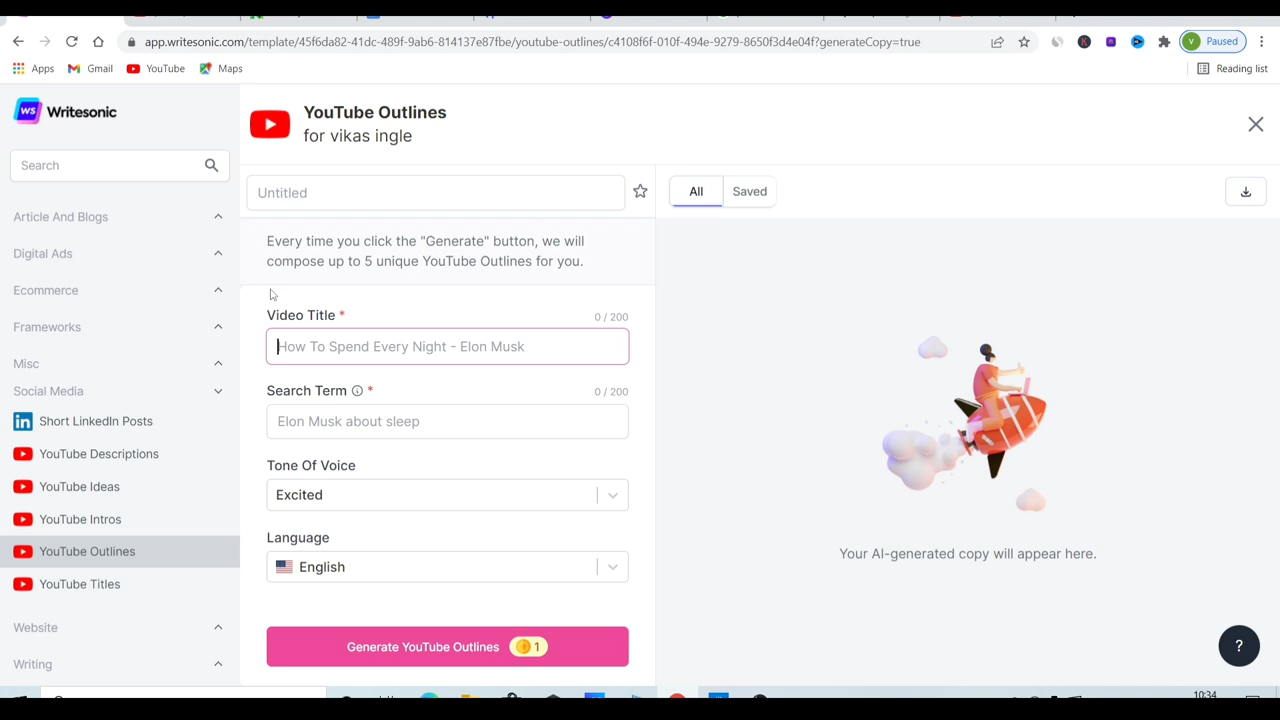 app.writesonic.com/template/45f6da82-41dc-489f-9ab6-814137e87fbe/youtube-outlines/c4108f6f-010f-494e-9279-8650f3d4e04f?generateCopy=true
V Paused
Apps Gmail YouTube Maps Reading list
WS Writesonic
YouTube Outlines
for vikas ingle
Search
Untitled
All Saved
Article And Blogs
Digital Ads
Ecommerce
Frameworks
Misc
Social Media
Short LinkedIn Posts
YouTube Descriptions
YouTube Ideas
YouTube Intros
YouTube Outlines
YouTube Titles
Website
Writing
Every time you click the "Generate" button, we will
compose up to 5 unique YouTube Outlines for you.
Video Title * 0 / 200
How To Spend Every Night - Elon Musk
Search Term * 0 / 200
Elon Musk about sleep
Tone Of Voice
Excited
Language
English
Generate YouTube Outlines 1
Your AI-generated copy will appear here.
?
10:34